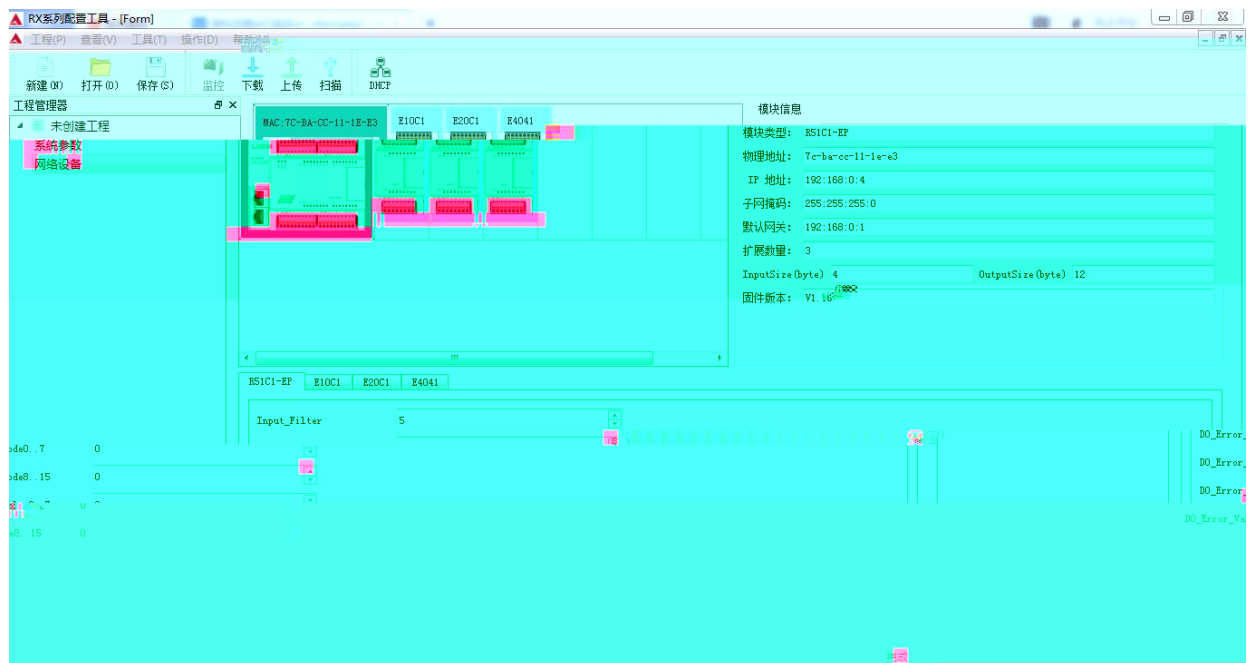 RX系列配置工具 - [Form]
工程(P) 查看(V) 工具(T) 操作(D)
新建(N) 打开(O) 保存(S) 监控 下载 上传 扫描 DHCP
工程管理器
未创建工程
系统参数
网络设备
MAC:7C-BA-CC-11-1E-E3 E10C1 E20C1 E4041
模块信息
模块类型: R51C1-EP
物理地址: 7c-ba-cc-11-1e-e3
IP 地址: 192:168:0:4
子网掩码: 255:255:255:0
默认网关: 192:168:0:1
扩展数量: 3
InputSize(byte) 4 OutputSize(byte) 12
固件版本: V1.16
R51C1-EP E10C1 E20C1 E4041
Input_Filter 5
ode0..7 0 DO_Error_
ode8..15 0 DO_Error_
DO_Error_
e8..15 0 DO_Error_Va